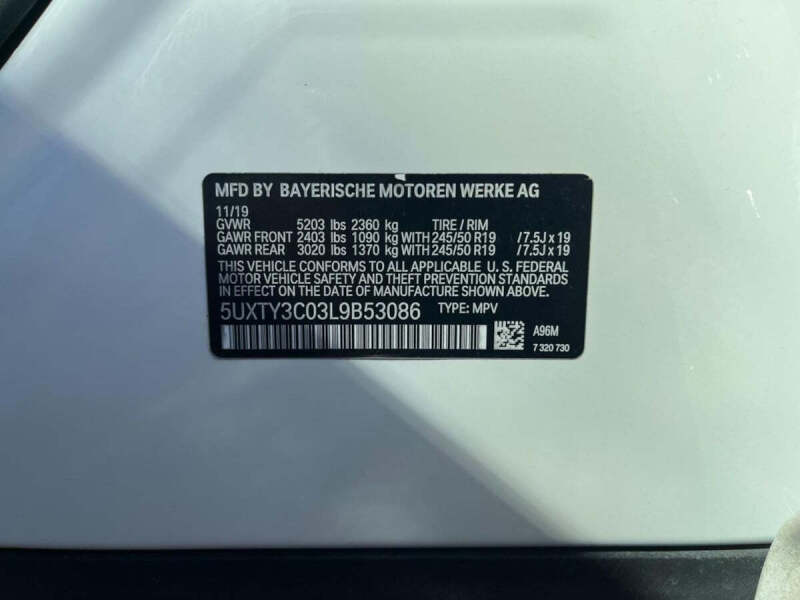 MFD BY BAYERISCHE MOTOREN WERKE AG
11/19
GVWR 5203 lbs 2360 kg TIRE / RIM
GAWR FRONT 2403 lbs 1090 kg WITH 245/50 R19 / 7.5J x 19
GAWR REAR 3020 lbs 1370 kg WITH 245/50 R19 / 7.5J x 19
THIS VEHICLE CONFORMS TO ALL APPLICABLE U. S. FEDERAL
MOTOR VEHICLE SAFETY AND THEFT PREVENTION STANDARDS
IN EFFECT ON THE DATE OF MANUFACTURE SHOWN ABOVE.
5UXTY3C03L9B53086 TYPE: MPV
A96M
7 320 730